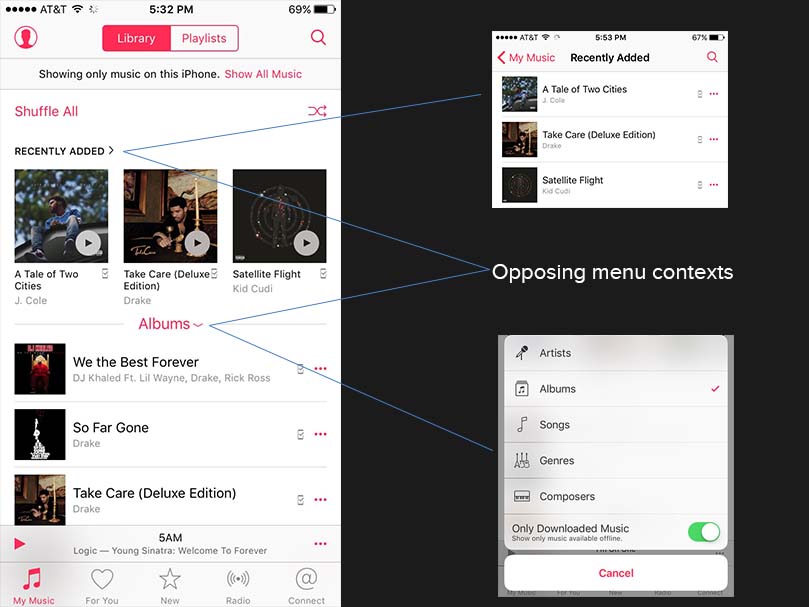 AT&T 5:32 PM 69%
Library Playlists
Showing only music on this iPhone. Show All Music
Shuffle All
RECENTLY ADDED >
A Tale of Two
Cities
J. Cole
Take Care (Deluxe
Edition)
Drake
Satellite Flight
Kid Cudi
Albums
We the Best Forever
DJ Khaled Ft. Lil Wayne, Drake, Rick Ross
So Far Gone
Drake
Take Care (Deluxe Edition)
Drake
5AM
Logic — Young Sinatra: Welcome To Forever
My Music For You New Radio Connect
AT&T 5:53 PM 67%
My Music Recently Added
A Tale of Two Cities
J. Cole
Take Care (Deluxe Edition)
Drake
Satellite Flight
Kid Cudi
Opposing menu contexts
Artists
Albums
Songs
Genres
Composers
Only Downloaded Music
Show only music available offline.
Cancel
My Music For You New Radio Connect